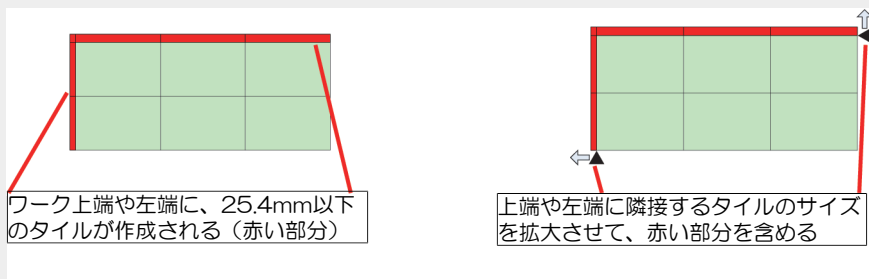 ワーク上端や左端に、25.4mm以下
のタイルが作成される（赤い部分）
上端や左端に隣接するタイルのサイズ
を拡大させて、赤い部分を含める